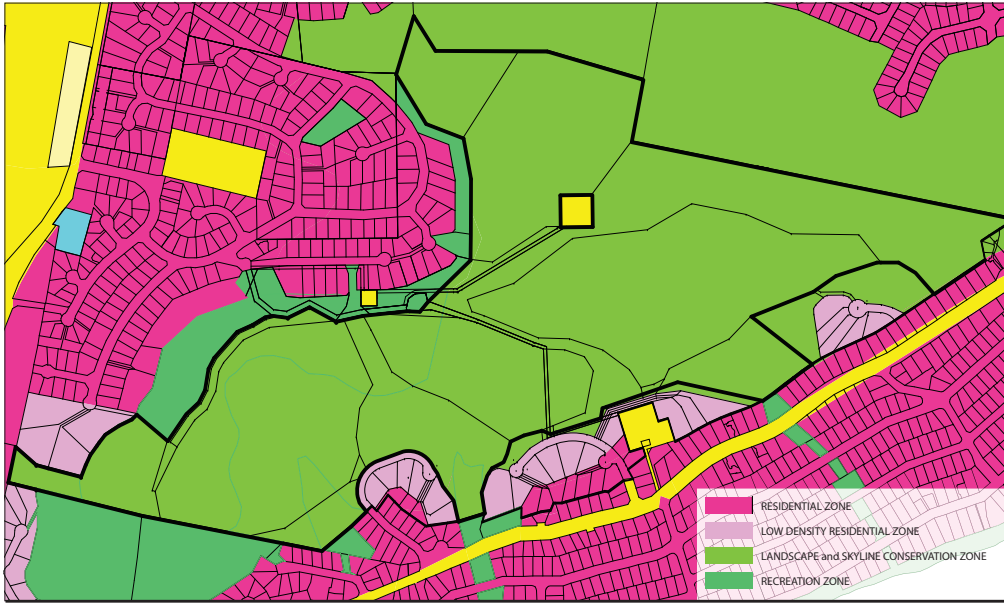 RESIDENTIAL ZONE
LOW DENSITY RESIDENTIAL ZONE
LANDSCAPE and SKYLINE CONSERVATION ZONE
RECREATION ZONE